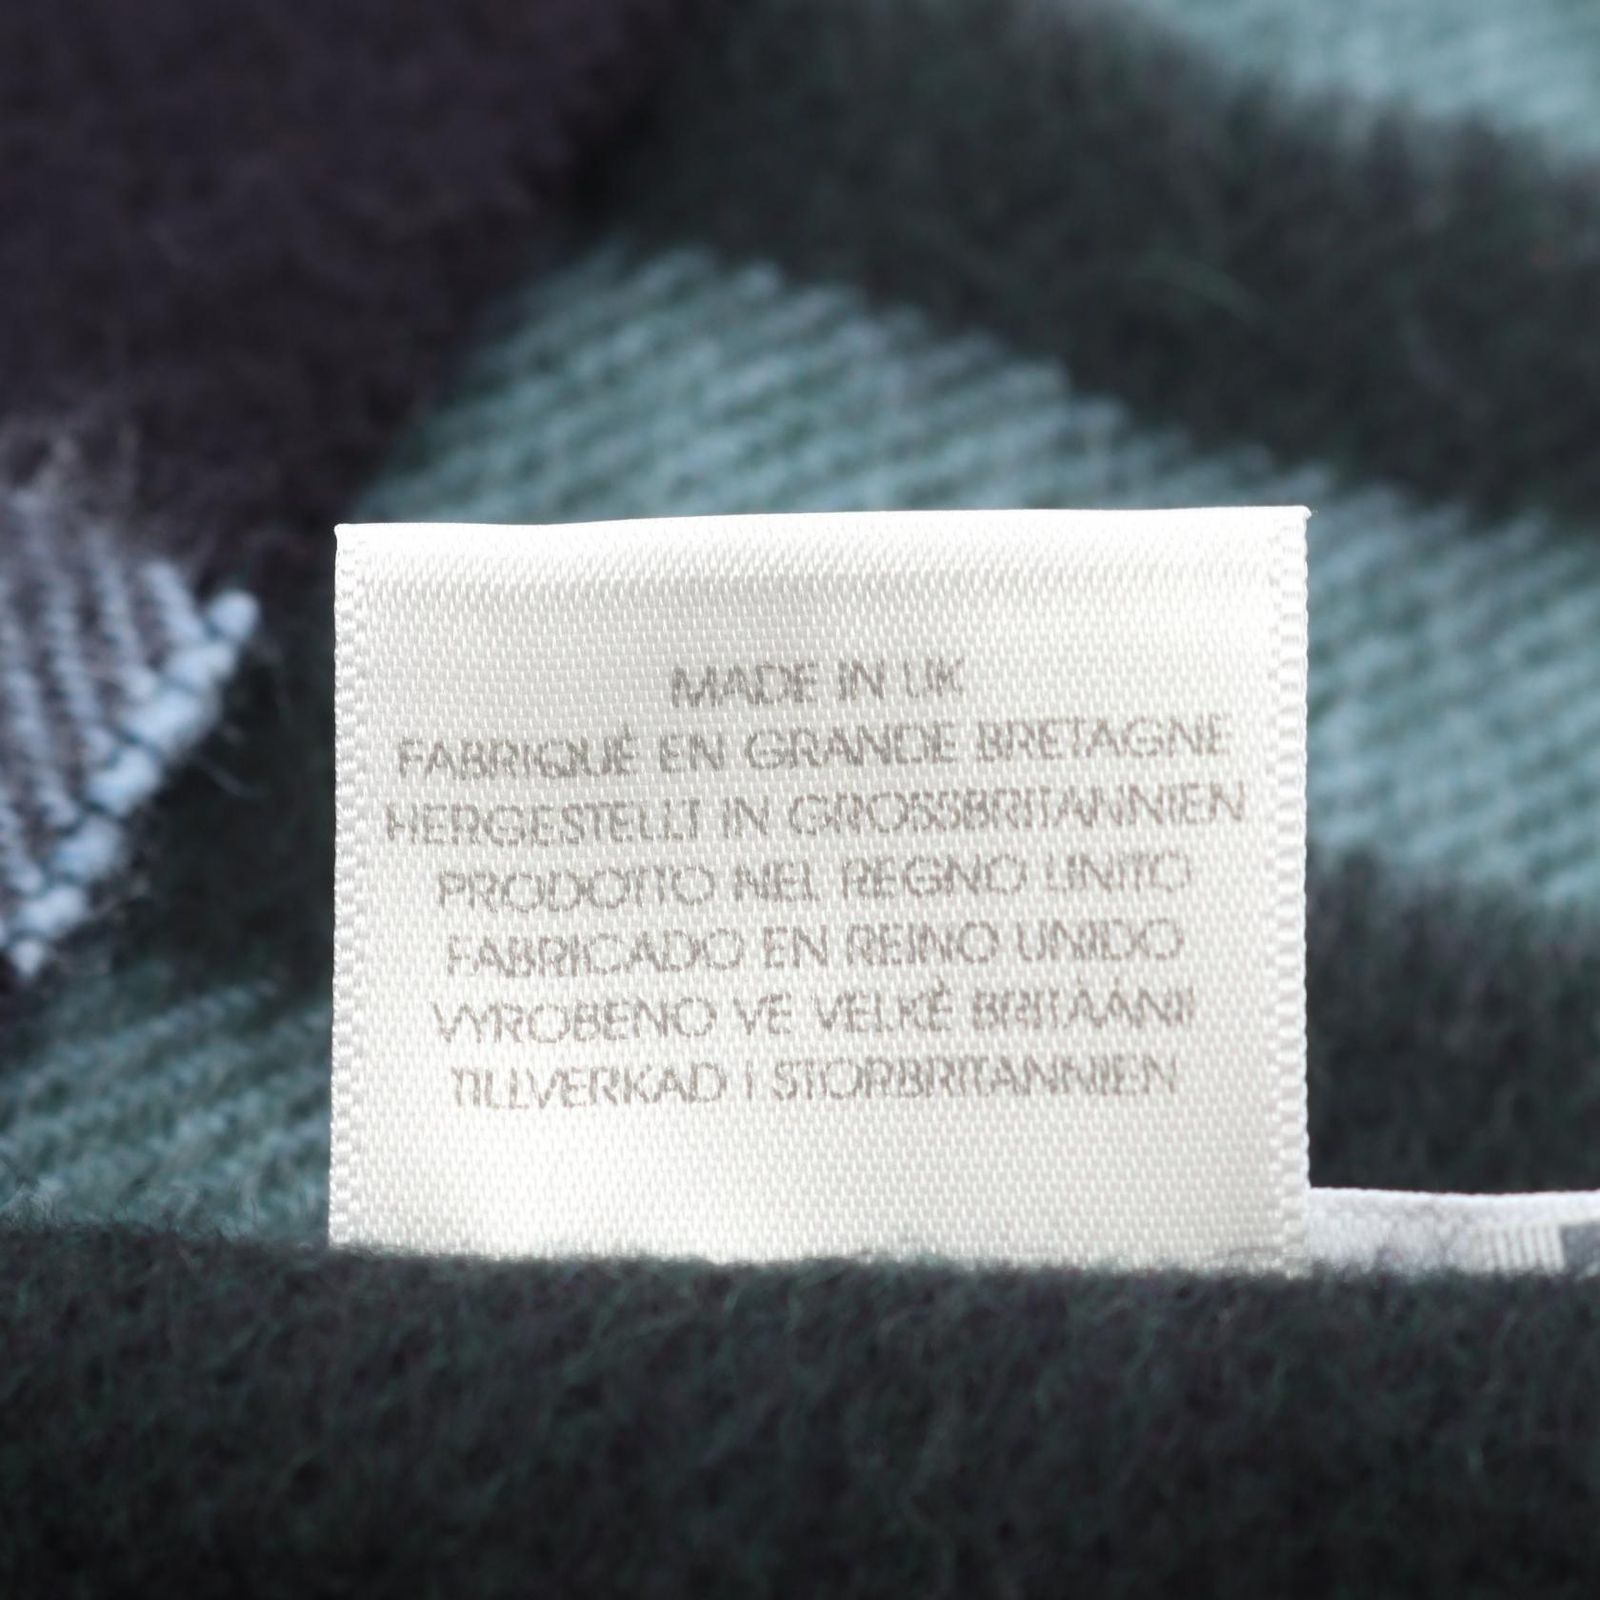 MADE IN UK
FABRIQUÉ EN GRANDE BRETAGNE
HERGESTELLT IN GROSSBRITANNIEN
PRODOTTO NEL REGNO UNITO
FABRICADO EN REINO UNIDO
VYROBENO VE VELKÉ BRITÁÁNII
TILLVERKAD I STORBRITANNIEN